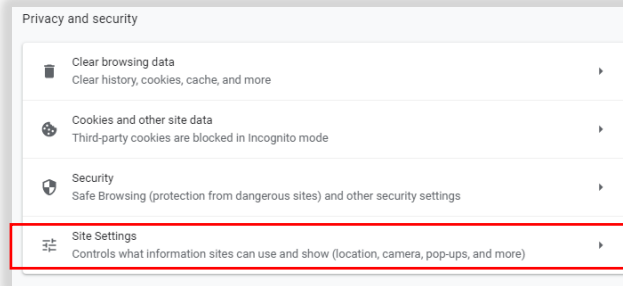 Privacy and security
Clear browsing data
Clear history, cookies, cache, and more
Cookies and other site data
Third-party cookies are blocked in Incognito mode
Security
Safe Browsing (protection from dangerous sites) and other security settings
Site Settings
Controls what information sites can use and show (location, camera, pop-ups, and more)